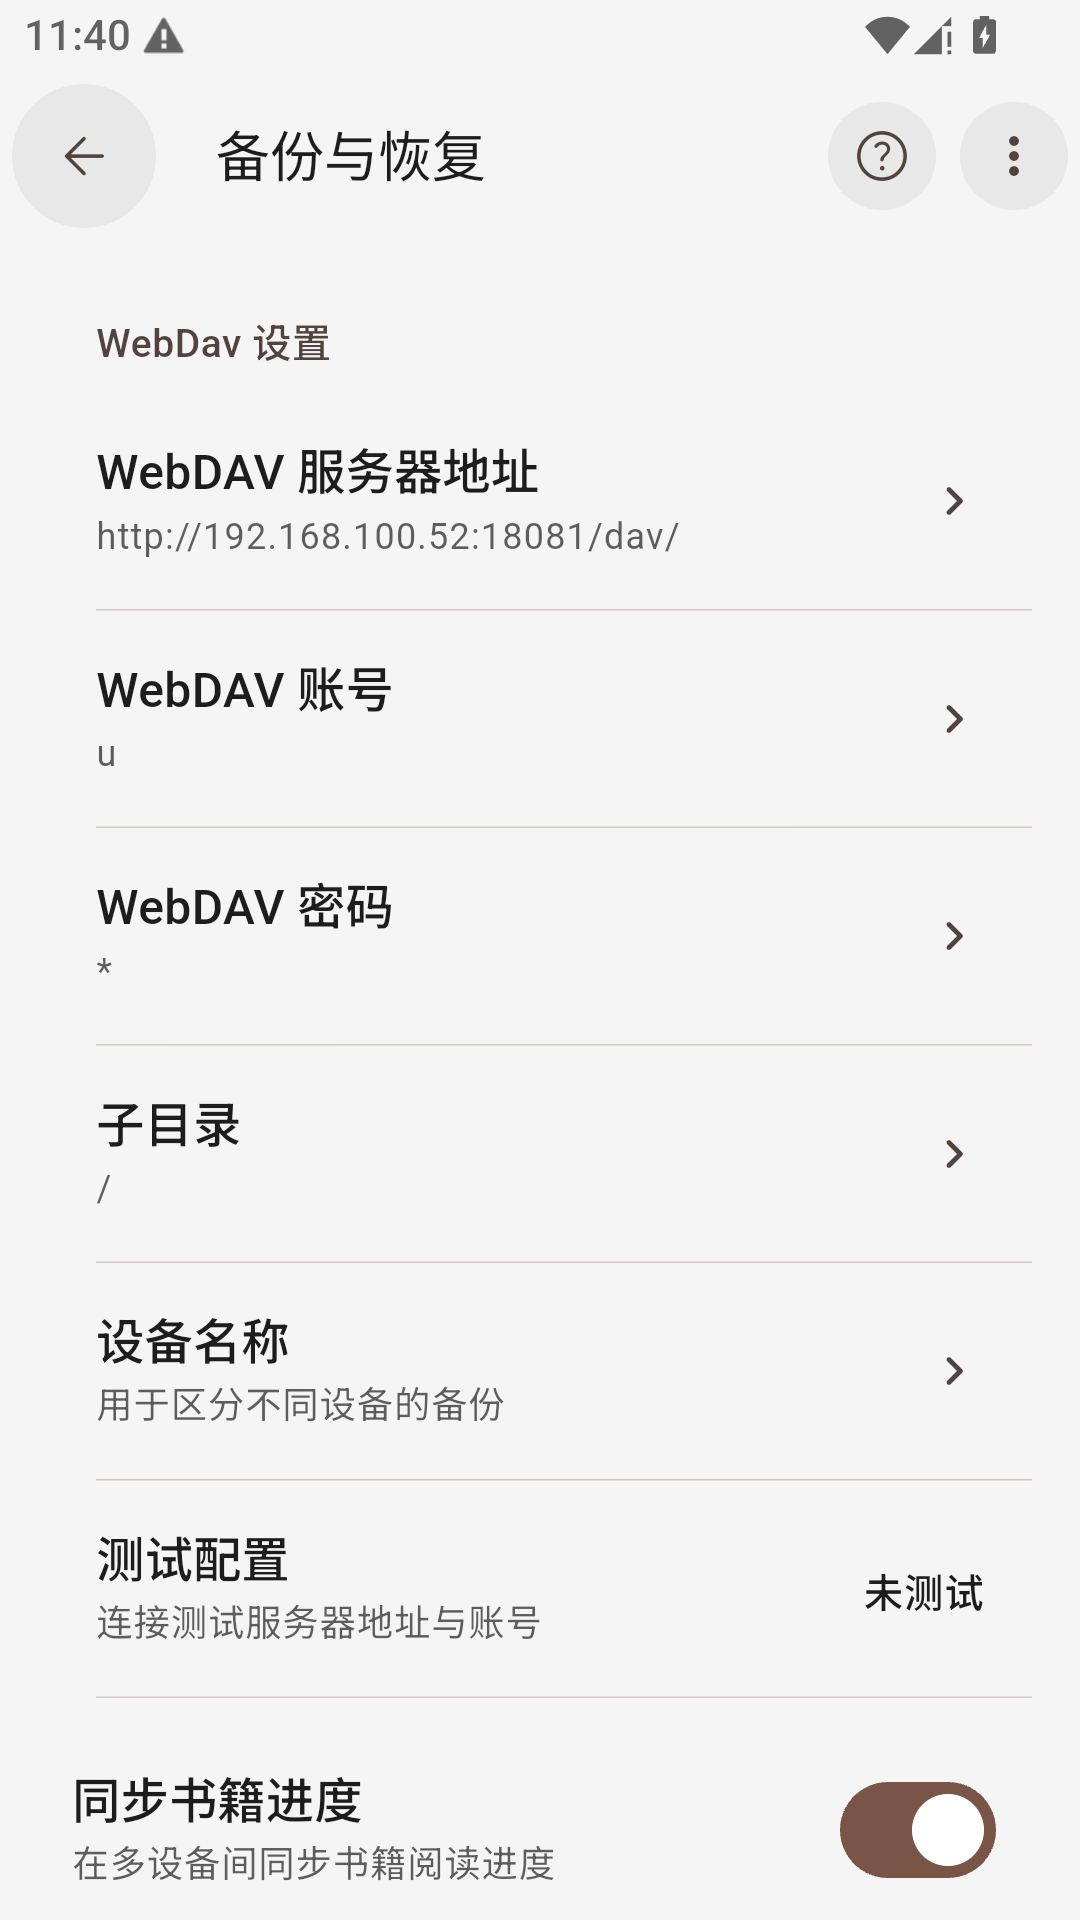 11:40
备份与恢复
WebDav 设置
WebDAV 服务器地址
http://192.168.100.52:18081/dav/
WebDAV 账号
u
WebDAV 密码
*
子目录
/
设备名称
用于区分不同设备的备份
测试配置
连接测试服务器地址与账号
未测试
同步书籍进度
在多设备间同步书籍阅读进度